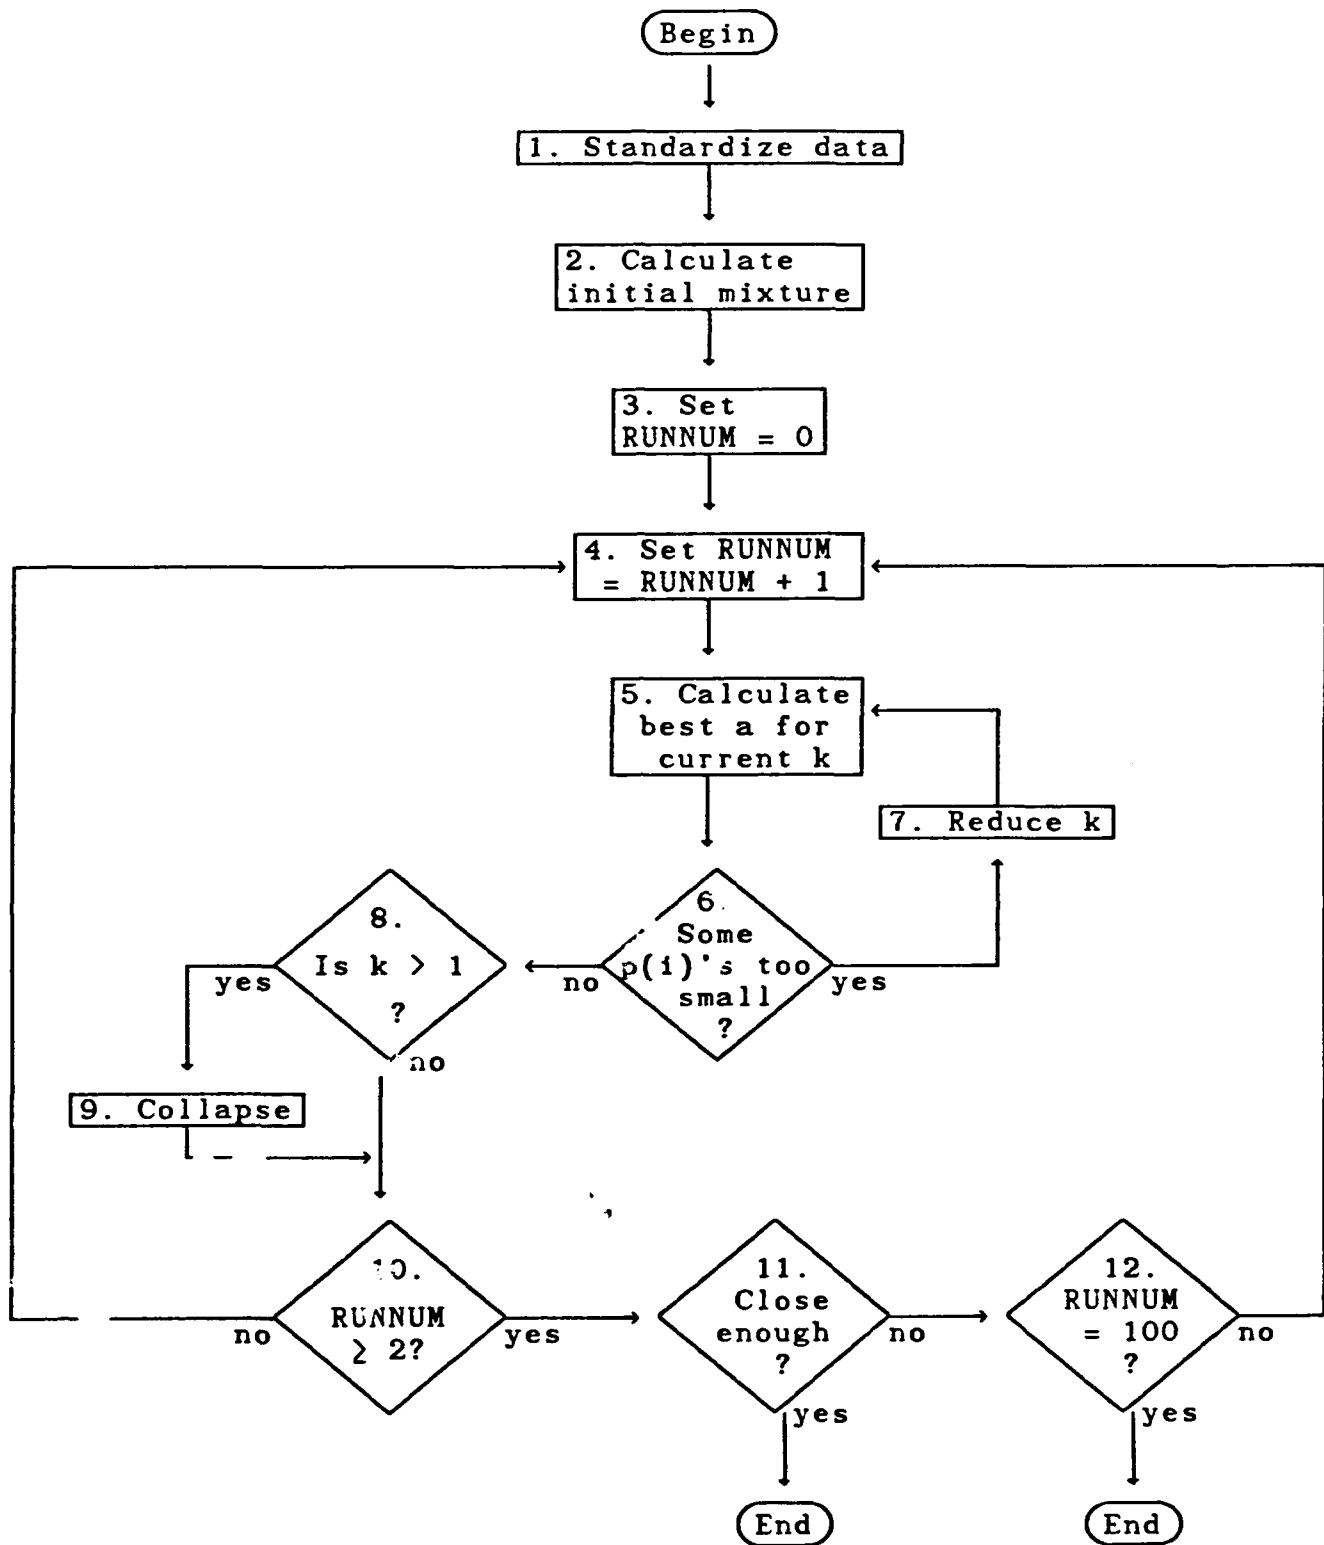 Begin
1. Standardize data
2. Calculate
initial mixture
3. Set
RUNNUM = 0
4. Set RUNNUM
= RUNNUM + 1
5. Calculate
best a for
current k
7. Reduce k
6.
Some
p(i)'s too
small
?
no
yes
8.
Is k > 1
?
yes
no
9. Collapse
10.
RUNNUM
≥ 2?
no
yes
11.
Close
enough
?
no
yes
12.
RUNNUM
= 100
?
no
yes
End
End